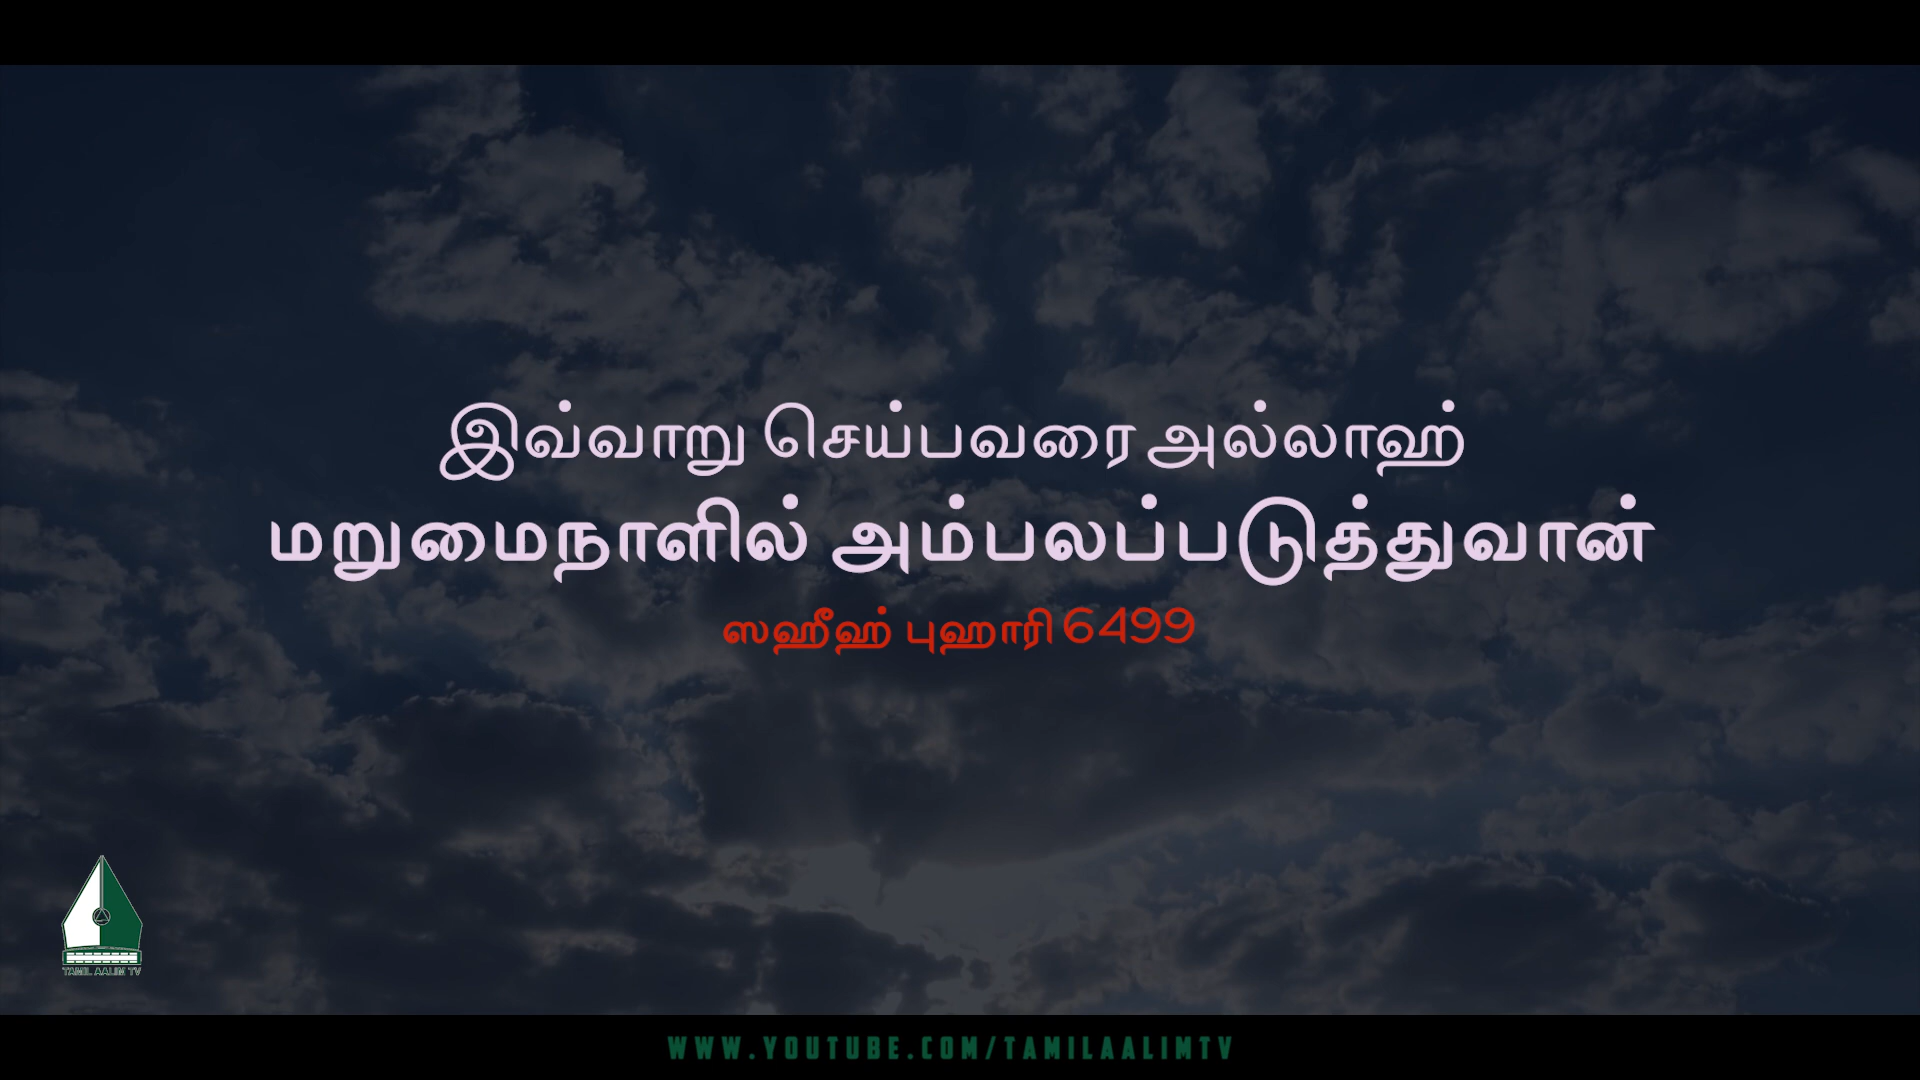 இவ்வாறு செய்பவரை அல்லாஹ்
மறுமைநாளில் அம்பலப்படுத்துவான்
ஸஹீஹ் புஹாரி 6499
TAMIL AALIM TV
WWW.YOUTUBE.COM/TAMILAALIMTV